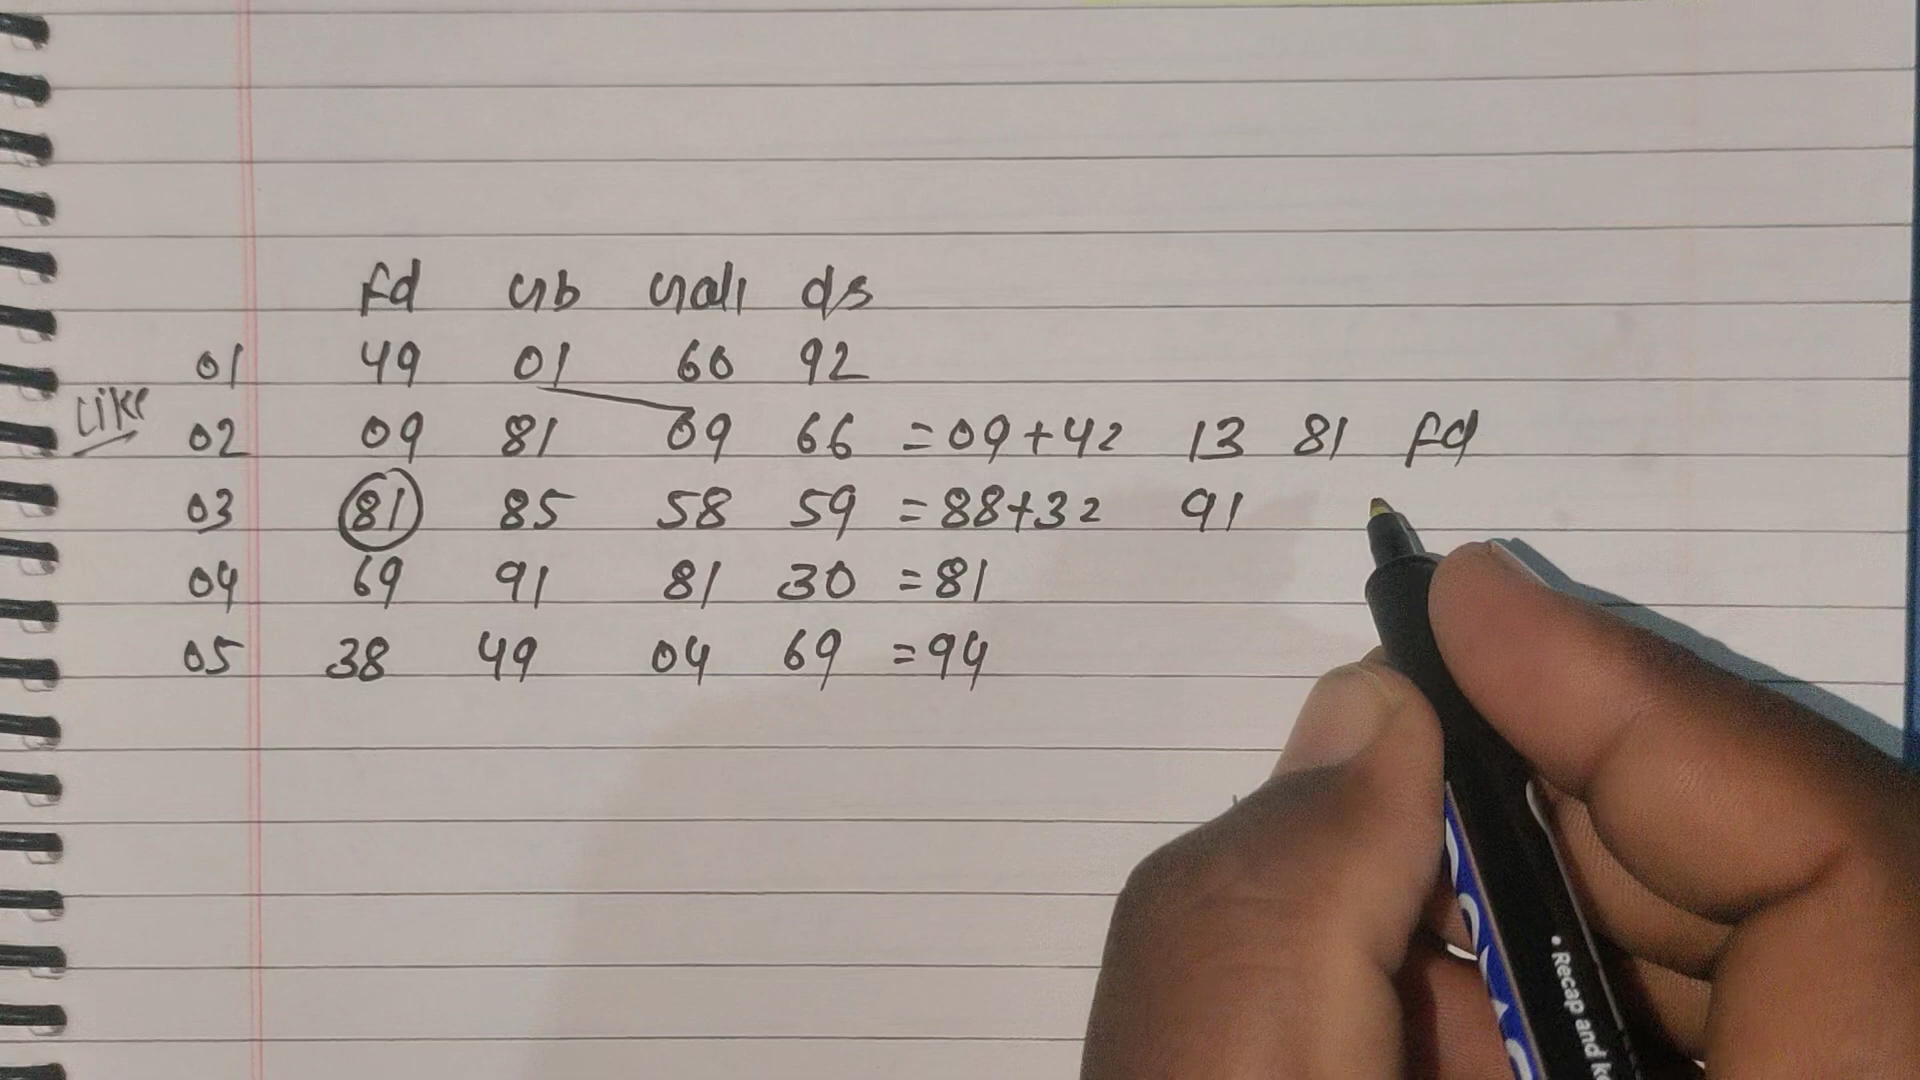 fd Gb Gali ds
01 49 01 60 92
Like
02 09 81 09 66 =09+42 13 81 fd
03 81 85 58 59 =88+32 91
04 69 91 81 30 =81
05 38 49 04 69 =94
• Recap and